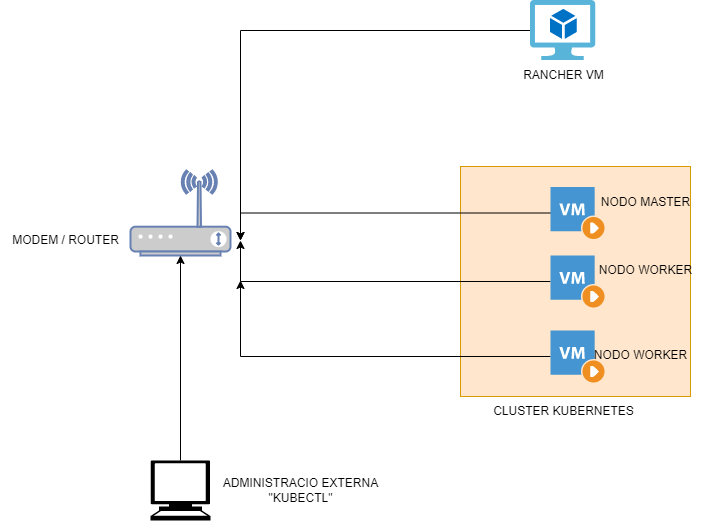 RANCHER VM
VM
NODO MASTER
MODEM / ROUTER
VM
NODO WORKER
VM
NODO WORKER
CLUSTER KUBERNETES
ADMINISTRACIO EXTERNA
"KUBECTL"